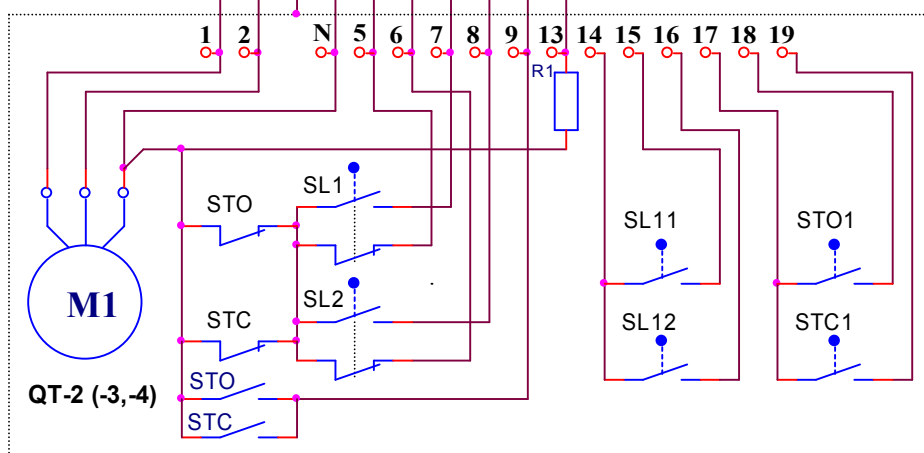 1 2 N 5 6 7 8 9 13 14 15 16 17 18 19
R1
SL1
STO
SL11 STO1
SL2
M1 STC
SL12 STC1
QT-2 (-3,-4) STO
STC